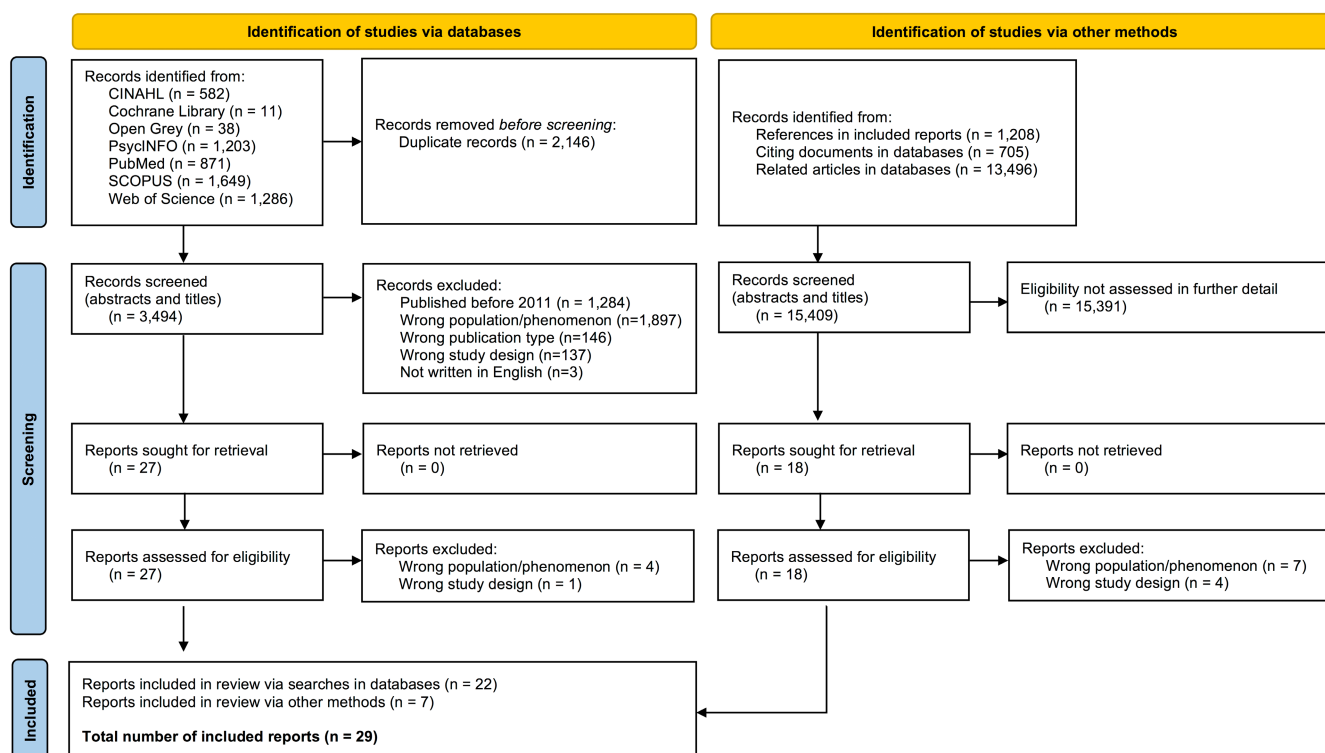 Identification of studies via databases
Identification of studies via other methods
Identification
Records identified from:
CINAHL (n = 582)
Cochrane Library (n = 11)
Open Grey (n = 38)
PsycINFO (n = 1,203)
PubMed (n = 871)
SCOPUS (n = 1,649)
Web of Science (n = 1,286)
Records removed before screening:
Duplicate records (n = 2,146)
Records identified from:
References in included reports (n = 1,208)
Citing documents in databases (n = 705)
Related articles in databases (n = 13,496)
Screening
Records screened
(abstracts and titles)
(n = 3,494)
Records excluded:
Published before 2011 (n = 1,284)
Wrong population/phenomenon (n=1,897)
Wrong publication type (n=146)
Wrong study design (n=137)
Not written in English (n=3)
Records screened
(abstracts and titles)
(n = 15,409)
Eligibility not assessed in further detail
(n = 15,391)
Reports sought for retrieval
(n = 27)
Reports not retrieved
(n = 0)
Reports sought for retrieval
(n = 18)
Reports not retrieved
(n = 0)
Reports assessed for eligibility
(n = 27)
Reports excluded:
Wrong population/phenomenon (n = 4)
Wrong study design (n = 1)
Reports assessed for eligibility
(n = 18)
Reports excluded:
Wrong population/phenomenon (n = 7)
Wrong study design (n = 4)
Included
Reports included in review via searches in databases (n = 22)
Reports included in review via other methods (n = 7)
Total number of included reports (n = 29)